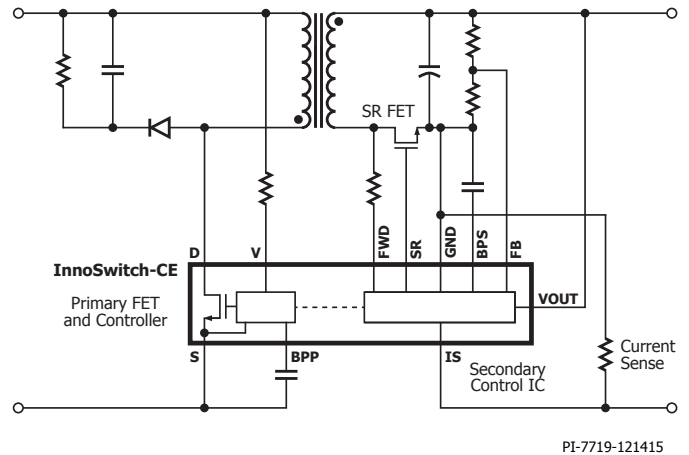 SR FET
D
V
FWD
SR
GND
BPS
FB
InnoSwitch-CE
VOUT
Primary FET
and Controller
S
BPP
IS
Secondary
Control IC
Current
Sense
PI-7719-121415